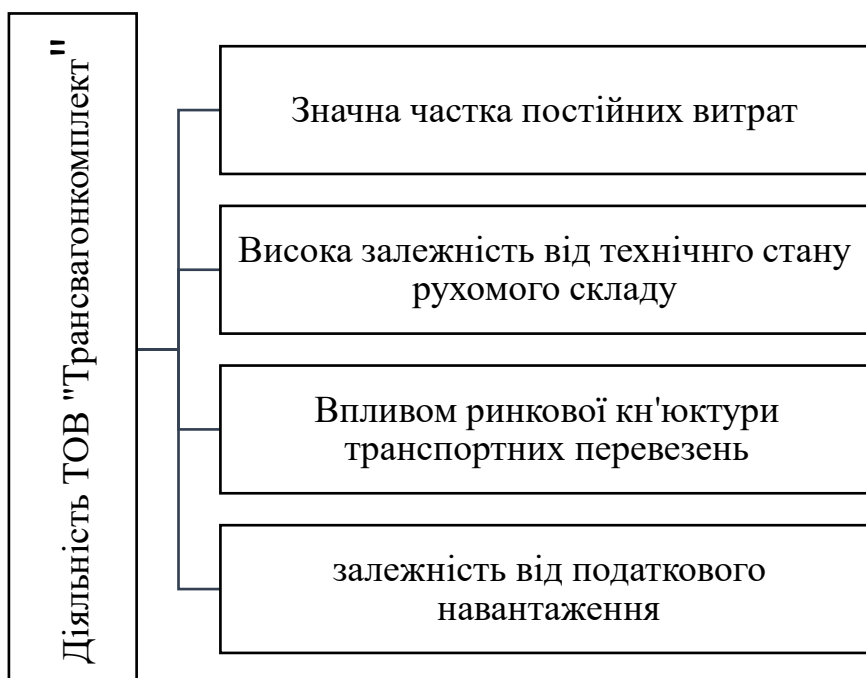 Діяльність ТОВ "Трансвагонкомплект"
Значна частка постійних витрат
Висока залежність від технічнго стану
рухомого складу
Впливом ринкової кн'юктури
транспортних перевезень
залежність від податкового
навантаження